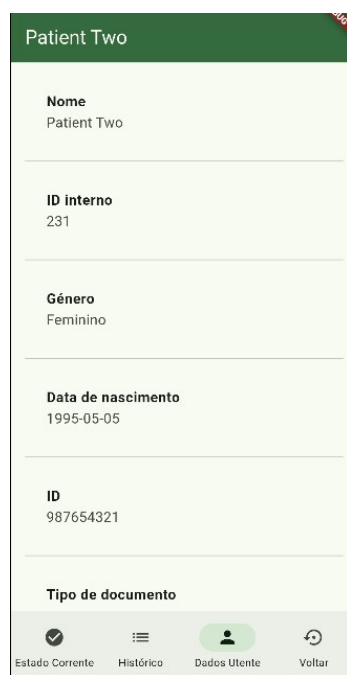 Patient Two
Nome
Patient Two
ID interno
231
Género
Feminino
Data de nascimento
1995-05-05
ID
987654321
Tipo de documento
Estado Corrente
Histórico
Dados Utente
Voltar